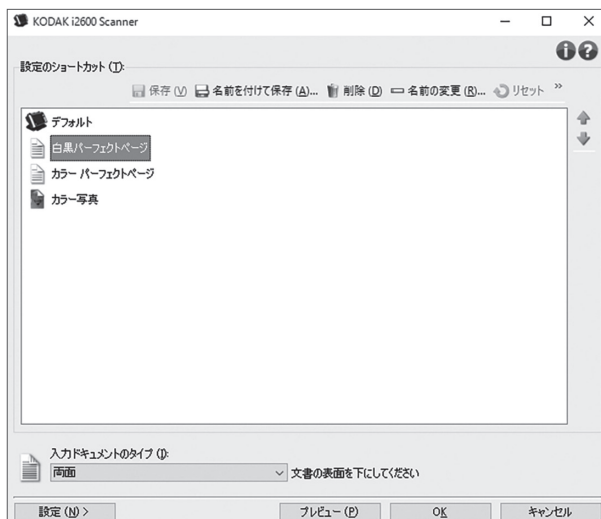 KODAK i2600 Scanner
設定のショートカット (T):
保存 (V) 名前を付けて保存 (A)... 削除 (D) 名前の変更 (R)... リセット »
デフォルト
白黒パーフェクトページ
カラー パーフェクトページ
カラー写真
入力ドキュメントのタイプ (I):
両面 文書の表面を下にしてください
設定 (N) > プレビュー (P) OK キャンセル